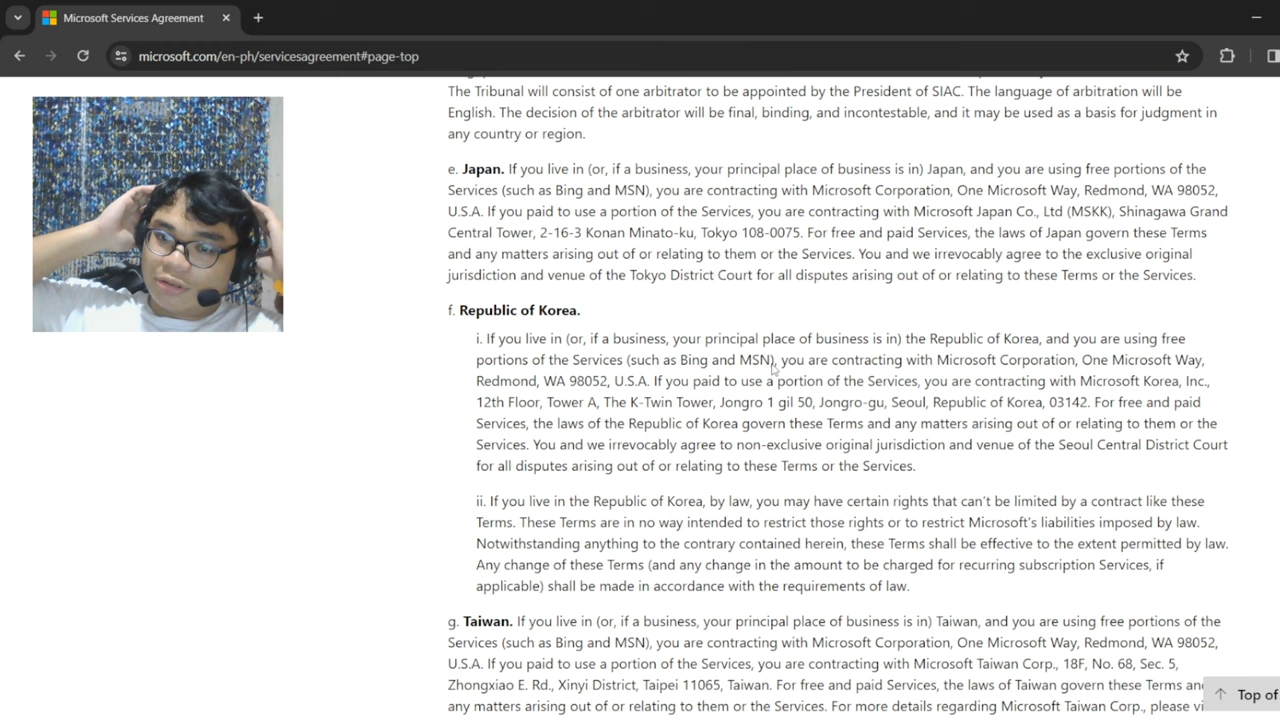 Microsoft Services Agreement
microsoft.com/en-ph/servicesagreement#page-top
The Tribunal will consist of one arbitrator to be appointed by the President of SIAC. The language of arbitration will be
English. The decision of the arbitrator will be final, binding, and incontestable, and it may be used as a basis for judgment in
any country or region.
e. Japan. If you live in (or, if a business, your principal place of business is in) Japan, and you are using free portions of the
Services (such as Bing and MSN), you are contracting with Microsoft Corporation, One Microsoft Way, Redmond, WA 98052,
U.S.A. If you paid to use a portion of the Services, you are contracting with Microsoft Japan Co., Ltd (MSKK), Shinagawa Grand
Central Tower, 2-16-3 Konan Minato-ku, Tokyo 108-0075. For free and paid Services, the laws of Japan govern these Terms
and any matters arising out of or relating to them or the Services. You and we irrevocably agree to the exclusive original
jurisdiction and venue of the Tokyo District Court for all disputes arising out of or relating to these Terms or the Services.
f. Republic of Korea.
i. If you live in (or, if a business, your principal place of business is in) the Republic of Korea, and you are using free
portions of the Services (such as Bing and MSN), you are contracting with Microsoft Corporation, One Microsoft Way,
Redmond, WA 98052, U.S.A. If you paid to use a portion of the Services, you are contracting with Microsoft Korea, Inc.,
12th Floor, Tower A, The K-Twin Tower, Jongro 1 gil 50, Jongro-gu, Seoul, Republic of Korea, 03142. For free and paid
Services, the laws of the Republic of Korea govern these Terms and any matters arising out of or relating to them or the
Services. You and we irrevocably agree to non-exclusive original jurisdiction and venue of the Seoul Central District Court
for all disputes arising out of or relating to these Terms or the Services.
ii. If you live in the Republic of Korea, by law, you may have certain rights that can't be limited by a contract like these
Terms. These Terms are in no way intended to restrict those rights or to restrict Microsoft's liabilities imposed by law.
Notwithstanding anything to the contrary contained herein, these Terms shall be effective to the extent permitted by law.
Any change of these Terms (and any change in the amount to be charged for recurring subscription Services, if
applicable) shall be made in accordance with the requirements of law.
g. Taiwan. If you live in (or, if a business, your principal place of business is in) Taiwan, and you are using free portions of the
Services (such as Bing and MSN), you are contracting with Microsoft Corporation, One Microsoft Way, Redmond, WA 98052,
U.S.A. If you paid to use a portion of the Services, you are contracting with Microsoft Taiwan Corp., 18F, No. 68, Sec. 5,
Zhongxiao E. Rd., Xinyi District, Taipei 11065, Taiwan. For free and paid Services, the laws of Taiwan govern these Terms an
any matters arising out of or relating to them or the Services. For more details regarding Microsoft Taiwan Corp., please vi
Top of